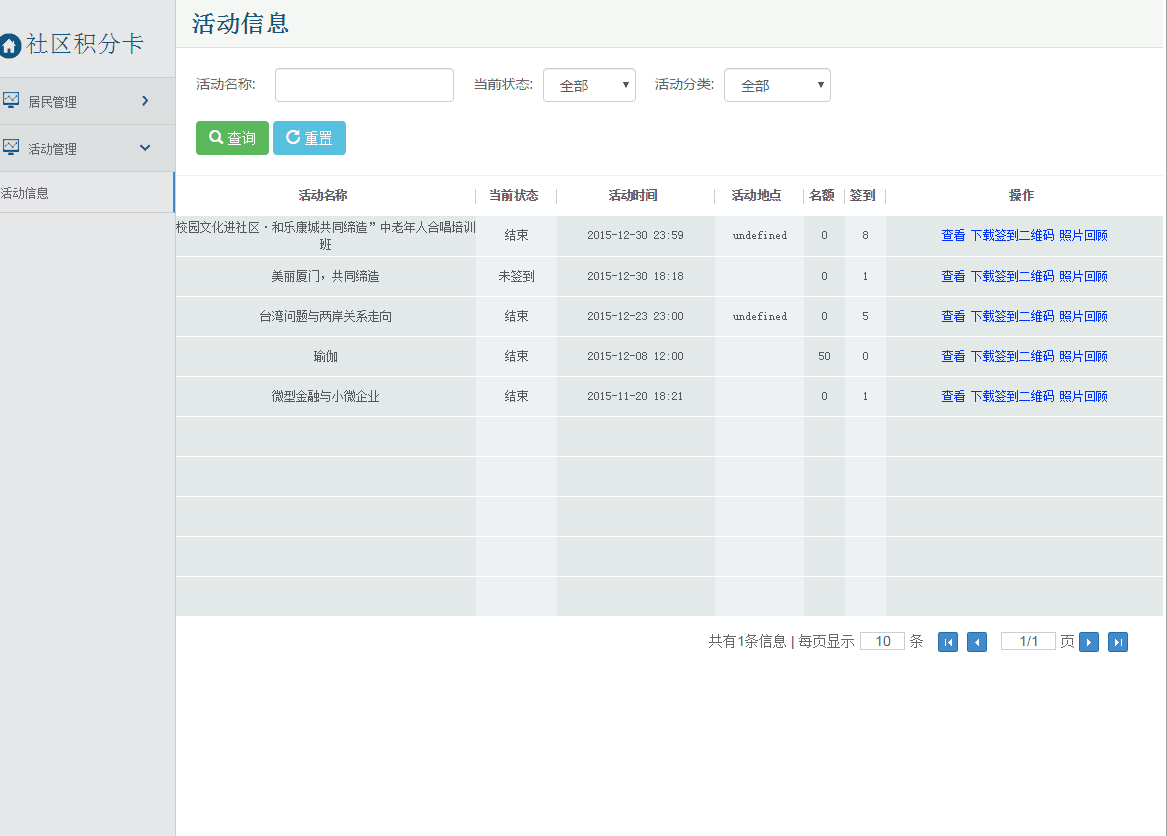 社区积分卡
居民管理
活动管理
活动信息
活动信息
活动名称: 当前状态: 全部 活动分类: 全部
查询 重置
活动名称 当前状态 活动时间 活动地点 名额 签到 操作
校园文化进社区·和乐康城共同缔造”中老年人合唱培训
班 结束 2015-12-30 23:59 undefined 0 8 查看 下载签到二维码 照片回顾
美丽厦门，共同缔造 未签到 2015-12-30 18:18 0 1 查看 下载签到二维码 照片回顾
台湾问题与两岸关系走向 结束 2015-12-23 23:00 undefined 0 5 查看 下载签到二维码 照片回顾
瑜伽 结束 2015-12-08 12:00 50 0 查看 下载签到二维码 照片回顾
微型金融与小微企业 结束 2015-11-20 18:21 0 1 查看 下载签到二维码 照片回顾
共有1条信息 | 每页显示 10 条 1/1 页